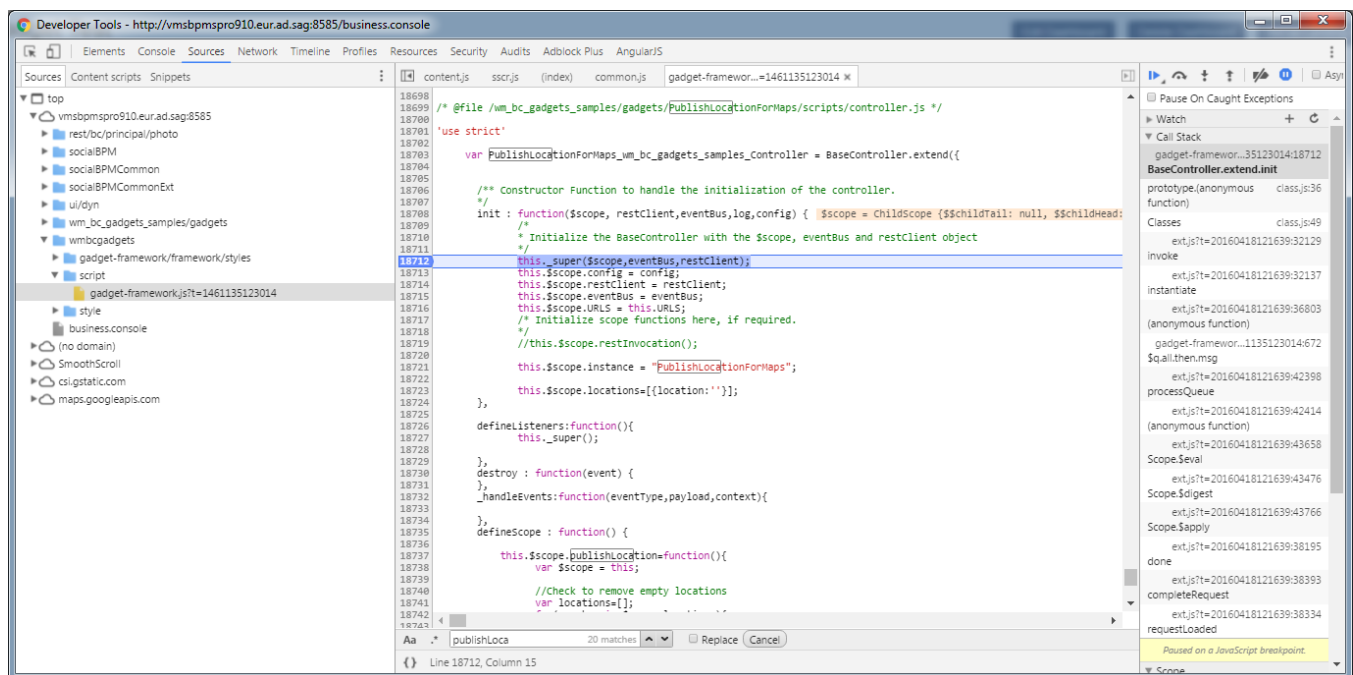 Developer Tools - http://vmsbpmspro910.eur.ad.sag:8585/business.console
Elements Console Sources Network Timeline Profiles Resources Security Audits Adblock Plus AngularJS
Sources Content scripts Snippets
content.js sscr.js (index) common.js gadget-framewor...=1461135123014 ×
Asyn
top
vmsbpmspro910.eur.ad.sag:8585
rest/bc/principal/photo
socialBPM
socialBPMCommon
socialBPMCommonExt
ui/dyn
wm_bc_gadgets_samples/gadgets
wmbcgadgets
gadget-framework/framework/styles
script
gadget-framework.js?t=1461135123014
style
business.console
(no domain)
SmoothScroll
csi.gstatic.com
maps.googleapis.com
18698
18699 /* @file /wm_bc_gadgets_samples/gadgets/PublishLocationForMaps/scripts/controller.js */
18700
18701 'use strict'
18702
18703 var PublishLocationForMaps_wm_bc_gadgets_samples_Controller = BaseController.extend({
18704
18705
18706 /** Constructor Function to handle the initialization of the controller.
18707 */
18708 init : function($scope, restClient,eventBus,log,config) { $scope = ChildScope {$$childTail: null, $$childHead:
18709 /*
18710 * Initialize the BaseController with the $scope, eventBus and restClient object
18711 */
18712 this._super($scope,eventBus,restClient);
18713 this.$scope.config = config;
18714 this.$scope.restClient = restClient;
18715 this.$scope.eventBus = eventBus;
18716 this.$scope.URLS = this.URLS;
18717 /* Initialize scope functions here, if required.
18718 */
18719 //this.$scope.restInvocation();
18720
18721 this.$scope.instance = "PublishLocationForMaps";
18722
18723 this.$scope.locations=[{location:''}];
18724 },
18725
18726 defineListeners:function(){
18727 this._super();
18728
18729 },
18730 destroy : function(event) {
18731 },
18732 _handleEvents:function(eventType,payload,context){
18733
18734 },
18735 defineScope : function() {
18736
18737 this.$scope.publishLocation=function(){
18738 var $scope = this;
18739
18740 //Check to remove empty locations
18741 var locations=[];
18742
18743
Aa .* publishLoca 20 matches Replace Cancel
{} Line 18712, Column 15
Pause On Caught Exceptions
Watch
Call Stack
gadget-framewor...35123014:18712
BaseController.extend.init
prototype.(anonymous function) class.js:36
Classes class.js:49
ext.js?t=20160418121639:32129
invoke
ext.js?t=20160418121639:32137
instantiate
ext.js?t=20160418121639:36803
(anonymous function)
gadget-framewor...1135123014:672
$q.all.then.msg
ext.js?t=20160418121639:42398
processQueue
ext.js?t=20160418121639:42414
(anonymous function)
ext.js?t=20160418121639:43658
Scope.$eval
ext.js?t=20160418121639:43476
Scope.$digest
ext.js?t=20160418121639:43766
Scope.$apply
ext.js?t=20160418121639:38195
done
ext.js?t=20160418121639:38393
completeRequest
ext.js?t=20160418121639:38334
requestLoaded
Paused on a JavaScript breakpoint.
Scope